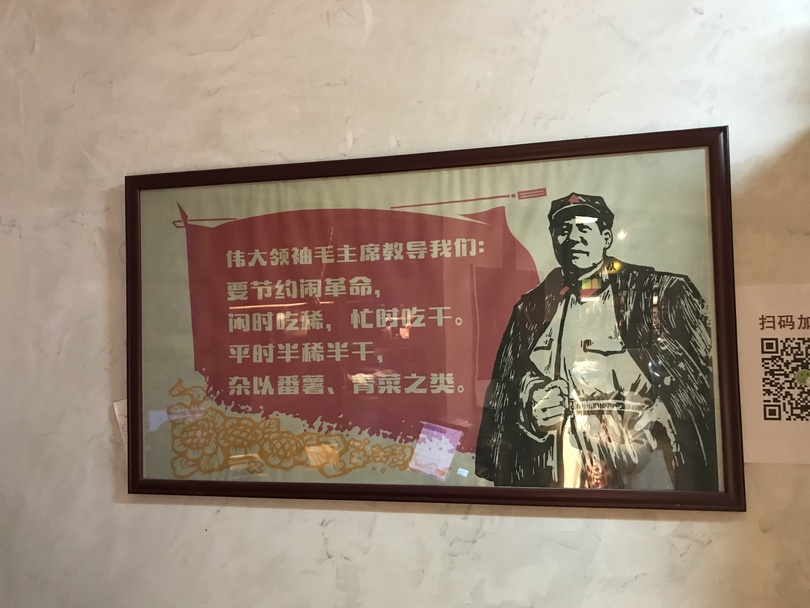 伟大领袖毛主席教导我们：
要节约闹革命，
闲时吃稀，忙时吃干。
平时半稀半干，
杂以番薯、青菜之类。
扫码加